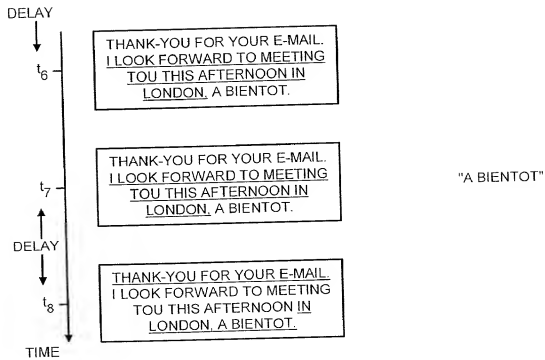 DELAY
t6
THANK-YOU FOR YOUR E-MAIL.
I LOOK FORWARD TO MEETING
TOU THIS AFTERNOON IN
LONDON, A BIENTOT.
t7
THANK-YOU FOR YOUR E-MAIL.
I LOOK FORWARD TO MEETING
TOU THIS AFTERNOON IN
LONDON, A BIENTOT.
"A BIENTOT"
DELAY
t8
THANK-YOU FOR YOUR E-MAIL.
I LOOK FORWARD TO MEETING
TOU THIS AFTERNOON IN
LONDON, A BIENTOT.
TIME